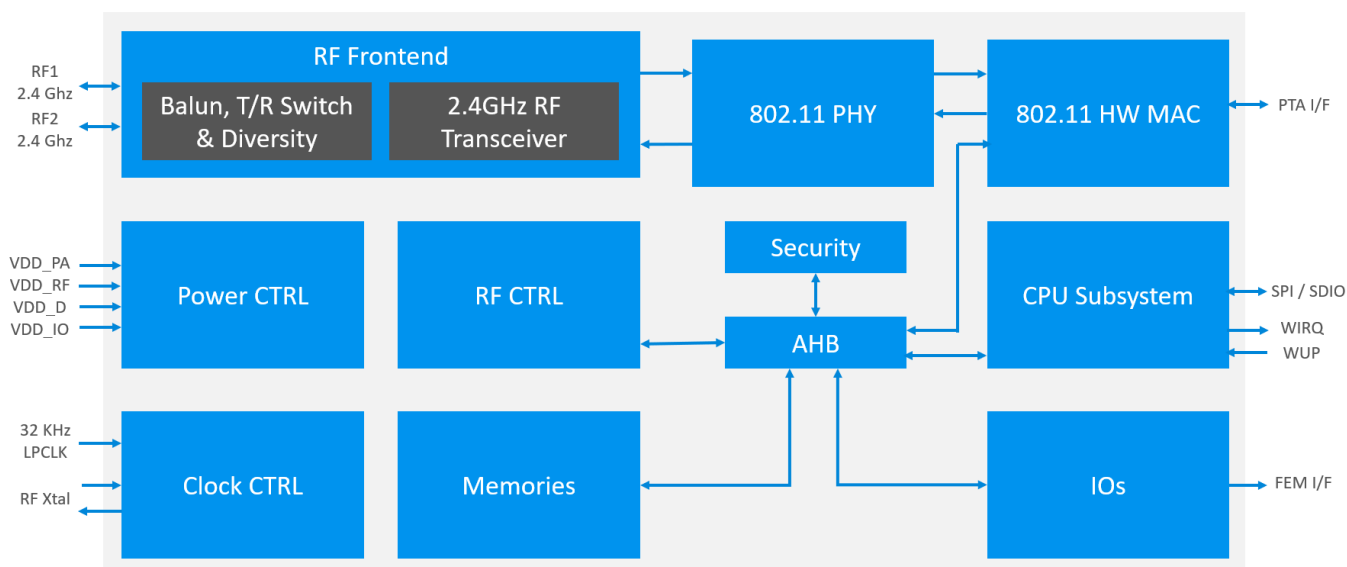 RF Frontend
RF1
2.4 Ghz
RF2
2.4 Ghz
Balun, T/R Switch
& Diversity
2.4GHz RF
Transceiver
802.11 PHY
802.11 HW MAC
PTA I/F
VDD_PA
VDD_RF
VDD_D
VDD_IO
Power CTRL
RF CTRL
Security
AHB
CPU Subsystem
SPI / SDIO
WIRQ
WUP
32 KHz
LPCLK
RF Xtal
Clock CTRL
Memories
IOs
FEM I/F